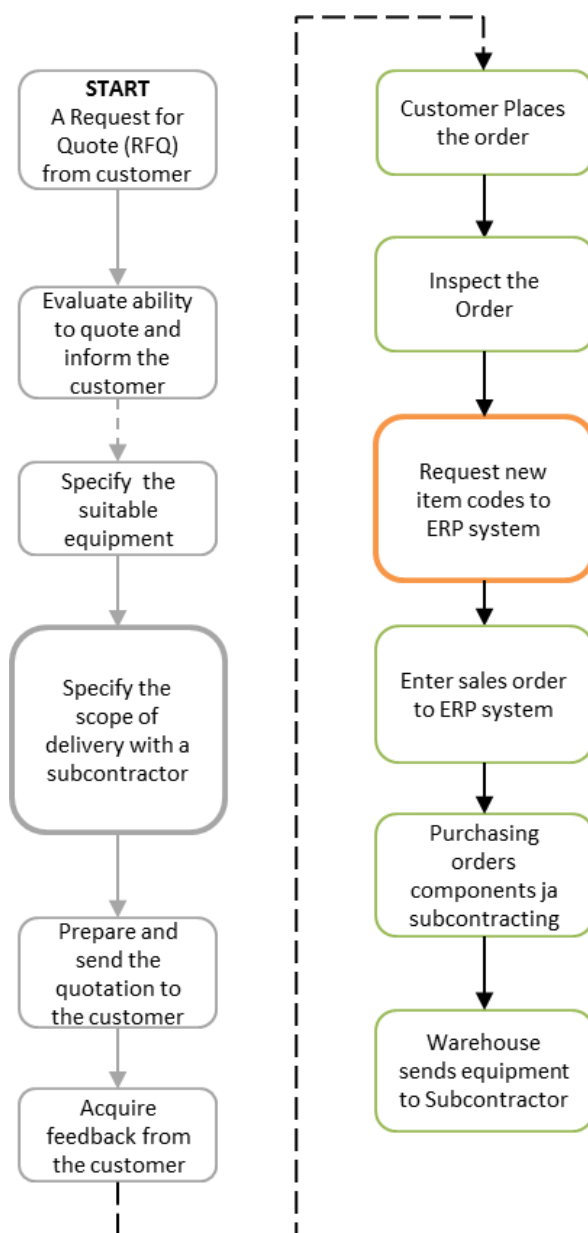 START
A Request for
Quote (RFQ)
from customer
Evaluate ability
to quote and
inform the
customer
Specify the
suitable
equipment
Specify the
scope of
delivery with a
subcontractor
Prepare and
send the
quotation to
the customer
Acquire
feedback from
the customer
Customer Places
the order
Inspect the
Order
Request new
item codes to
ERP system
Enter sales order
to ERP system
Purchasing
orders
components ja
subcontracting
Warehouse
sends equipment
to Subcontractor